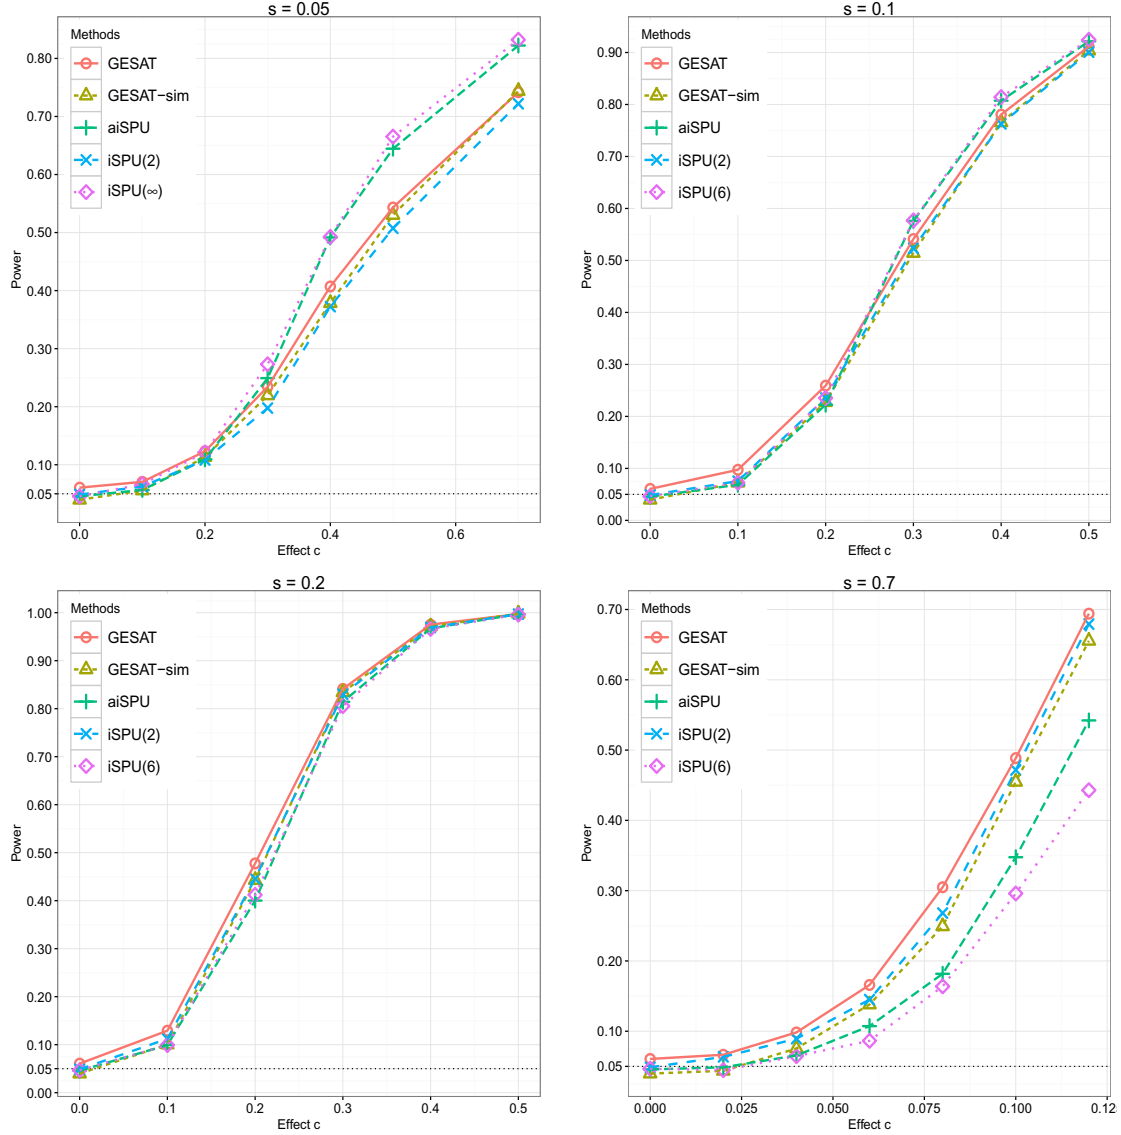 s = 0.05
Methods
GESAT
GESAT−sim
aiSPU
iSPU(2)
iSPU(∞)
Power
0.80
0.70
0.60
0.50
0.40
0.30
0.20
0.10
0.05
0.0
0.2
0.4
0.6
Effect c
s = 0.1
Methods
GESAT
GESAT−sim
aiSPU
iSPU(2)
iSPU(6)
Power
0.90
0.80
0.70
0.60
0.50
0.40
0.30
0.20
0.10
0.05
0.00
0.0
0.1
0.2
0.3
0.4
0.5
Effect c
s = 0.2
Methods
GESAT
GESAT−sim
aiSPU
iSPU(2)
iSPU(6)
Power
1.00
0.90
0.80
0.70
0.60
0.50
0.40
0.30
0.20
0.10
0.05
0.00
0.0
0.1
0.2
0.3
0.4
0.5
Effect c
s = 0.7
Methods
GESAT
GESAT−sim
aiSPU
iSPU(2)
iSPU(6)
Power
0.70
0.50
0.40
0.30
0.20
0.10
0.05
0.000
0.025
0.050
0.075
0.100
0.12
Effect c